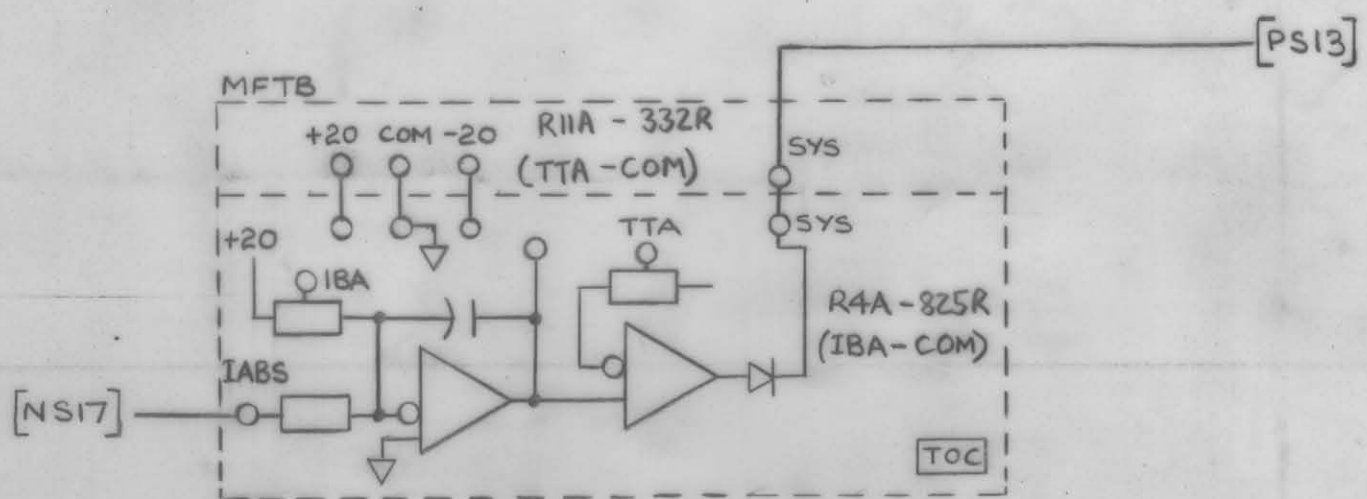 [PS13]
MFTB
+20 COM -20
R11A - 332R
(TTA-COM)
SYS
SYS
+20
IBA
TTA
R4A-825R
(IBA-COM)
IABS
[NS17]
TOC